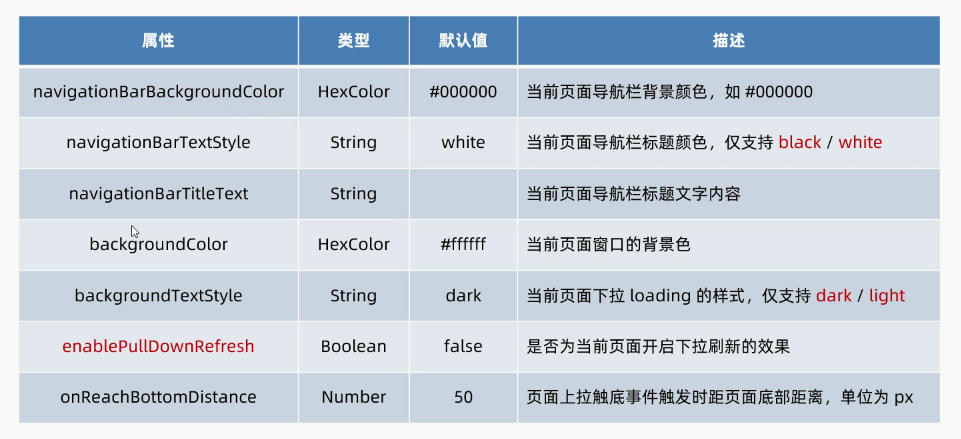 属性 类型 默认值 描述
navigationBarBackgroundColor HexColor #000000 当前页面导航栏背景颜色，如 #000000
navigationBarTextStyle String white 当前页面导航栏标题颜色，仅支持 black / white
navigationBarTitleText String 当前页面导航栏标题文字内容
backgroundColor HexColor #ffffff 当前页面窗口的背景色
backgroundTextStyle String dark 当前页面下拉 loading 的样式，仅支持 dark / light
enablePullDownRefresh Boolean false 是否为当前页面开启下拉刷新的效果
onReachBottomDistance Number 50 页面上拉触底事件触发时距页面底部距离，单位为 px